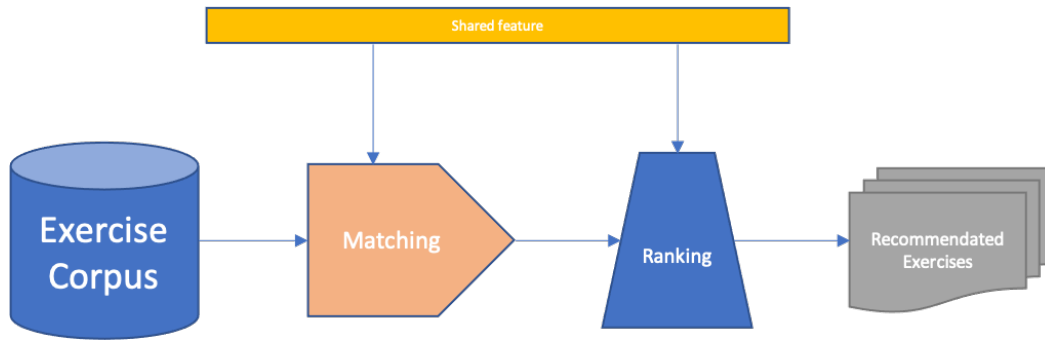 Shared feature
Exercise
Corpus
Matching
Ranking
Recommendated
Exercises